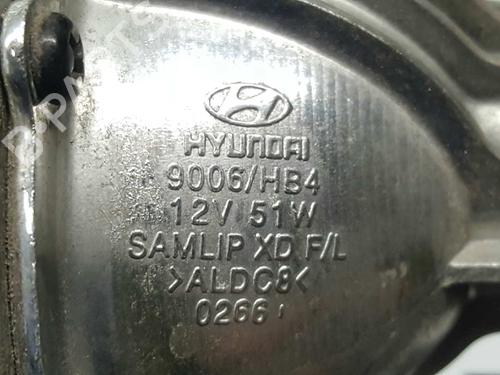 HYUNDAI
9006/HB4
12V 51W
SAMLIP XD F/L
>ALDC8<
0266